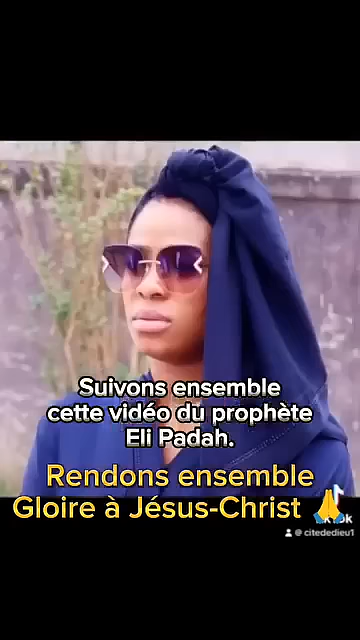 Suivons ensemble
cette vidéo du prophète
Eli Padah.
Rendons ensemble
Gloire à Jésus-Christ 🙏
@ citededieu1